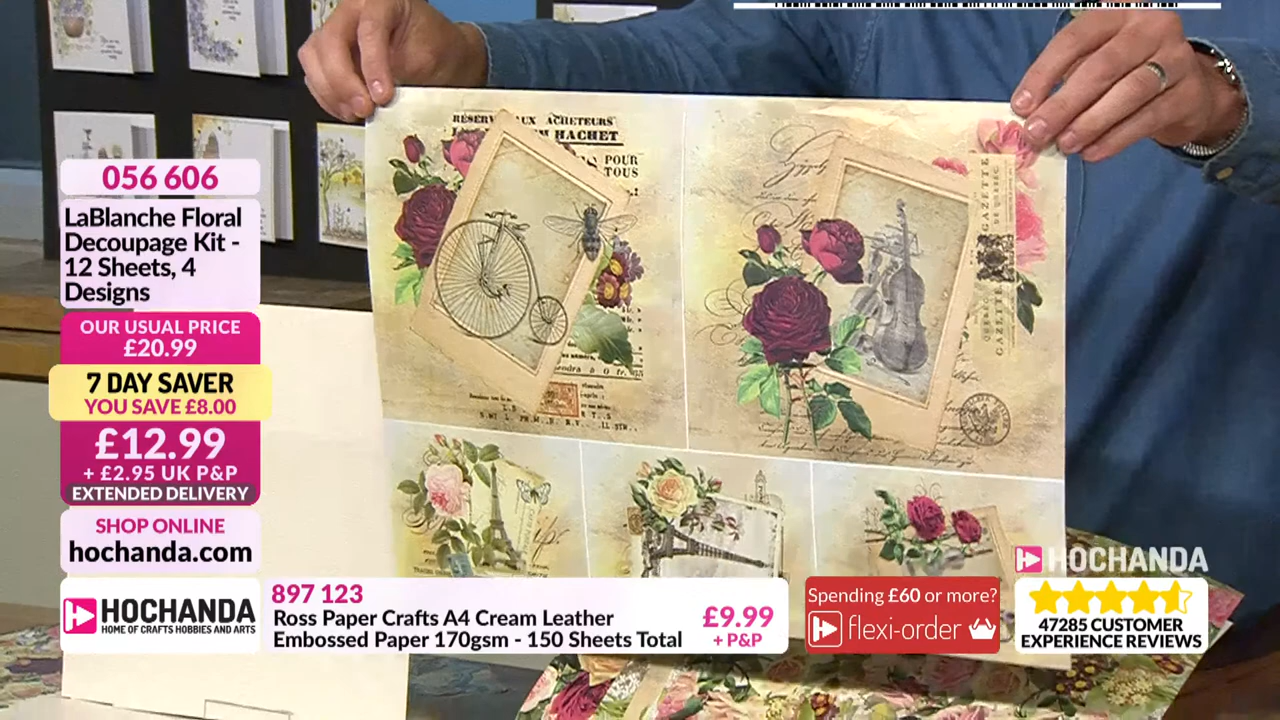 056 606
LaBlanche Floral
Decoupage Kit -
12 Sheets, 4
Designs
OUR USUAL PRICE
£20.99
7 DAY SAVER
YOU SAVE £8.00
£12.99
+ £2.95 UK P&P
EXTENDED DELIVERY
SHOP ONLINE
hochanda.com
HOCHANDA
HOME OF CRAFTS HOBBIES AND ARTS
897 123
Ross Paper Crafts A4 Cream Leather
Embossed Paper 170gsm - 150 Sheets Total
£9.99
+ P&P
Spending £60 or more?
flexi-order
HOCHANDA
47285 CUSTOMER
EXPERIENCE REVIEWS
ACHETEURS
HACHET
POUR
TOUS
GAZETTE
GAZETTE